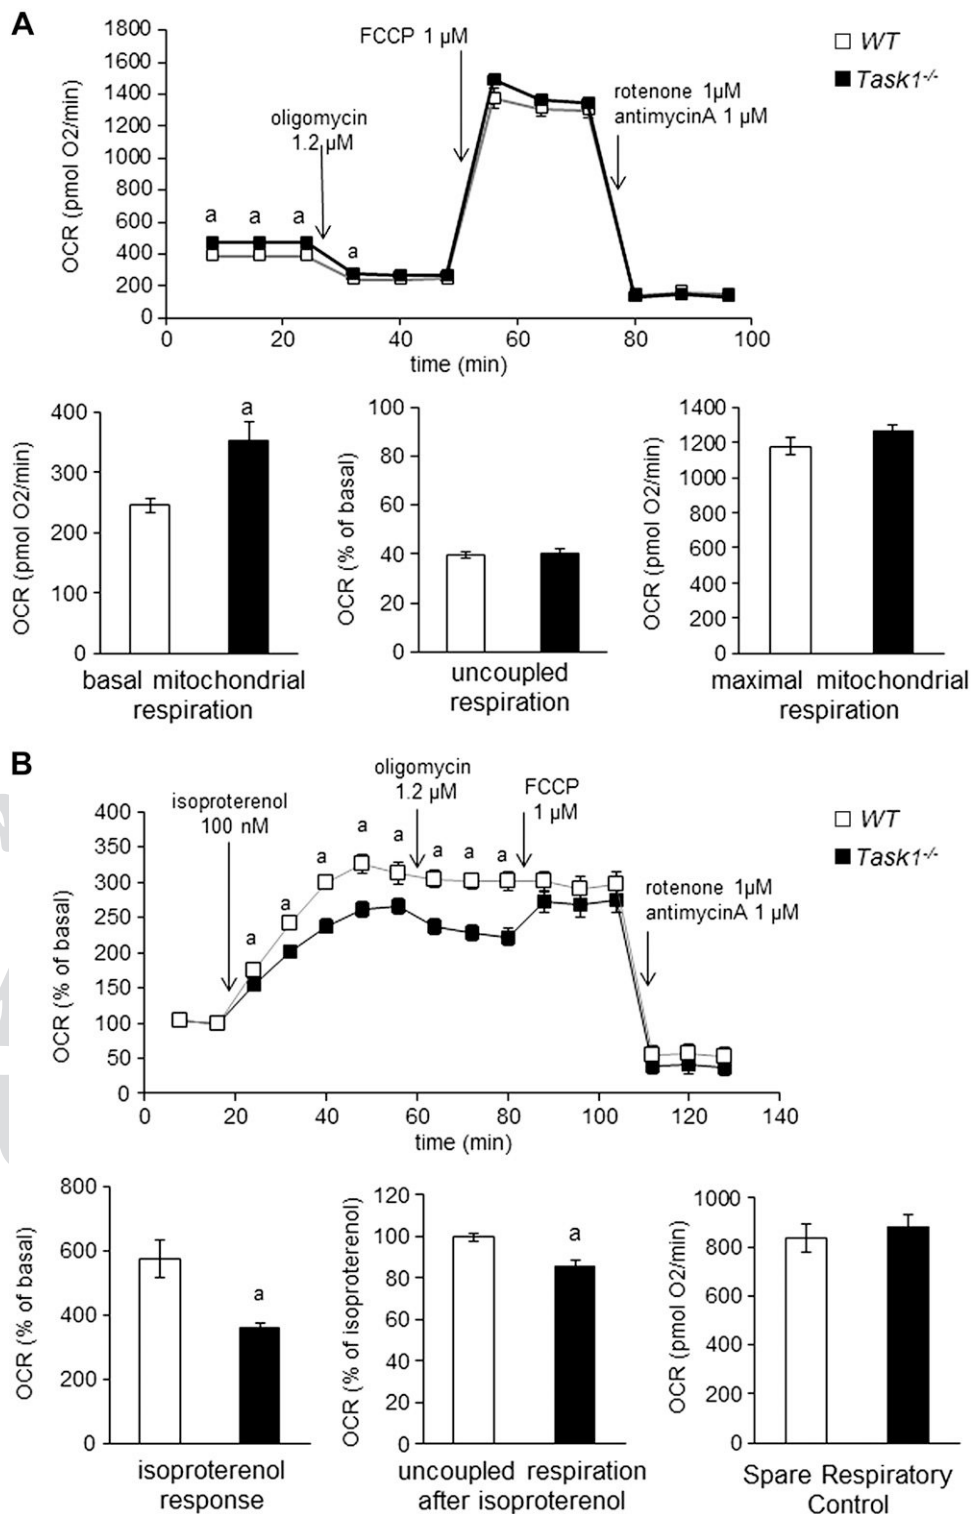 A
FCCP 1 µM
WT
Task1-/-
oligomycin
1.2 µM
rotenone 1µM
antimycinA 1 µM
OCR (pmol O2/min)
1800
1600
1400
1200
1000
800
600
400
200
0
a a a a
0 20 40 60 80 100
time (min)
OCR (pmol O2/min)
400
300
200
100
0
a
basal mitochondrial
respiration
OCR (% of basal)
100
80
60
40
20
0
uncoupled
respiration
OCR (pmol O2/min)
1400
1200
1000
800
600
400
200
0
maximal mitochondrial
respiration
B
isoproterenol
100 nM
oligomycin
1.2 µM
FCCP
1 µM
WT
Task1-/-
rotenone 1µM
antimycinA 1 µM
OCR (% of basal)
400
350
300
250
200
150
100
50
0
a a a a a a a a
0 20 40 60 80 100 120 140
time (min)
OCR (% of basal)
800
600
400
200
0
a
isoproterenol
response
OCR (% of isoproterenol)
120
100
80
60
40
20
0
a
uncoupled respiration
after isoproterenol
OCR (pmol O2/min)
1000
800
600
400
200
0
Spare Respiratory
Control